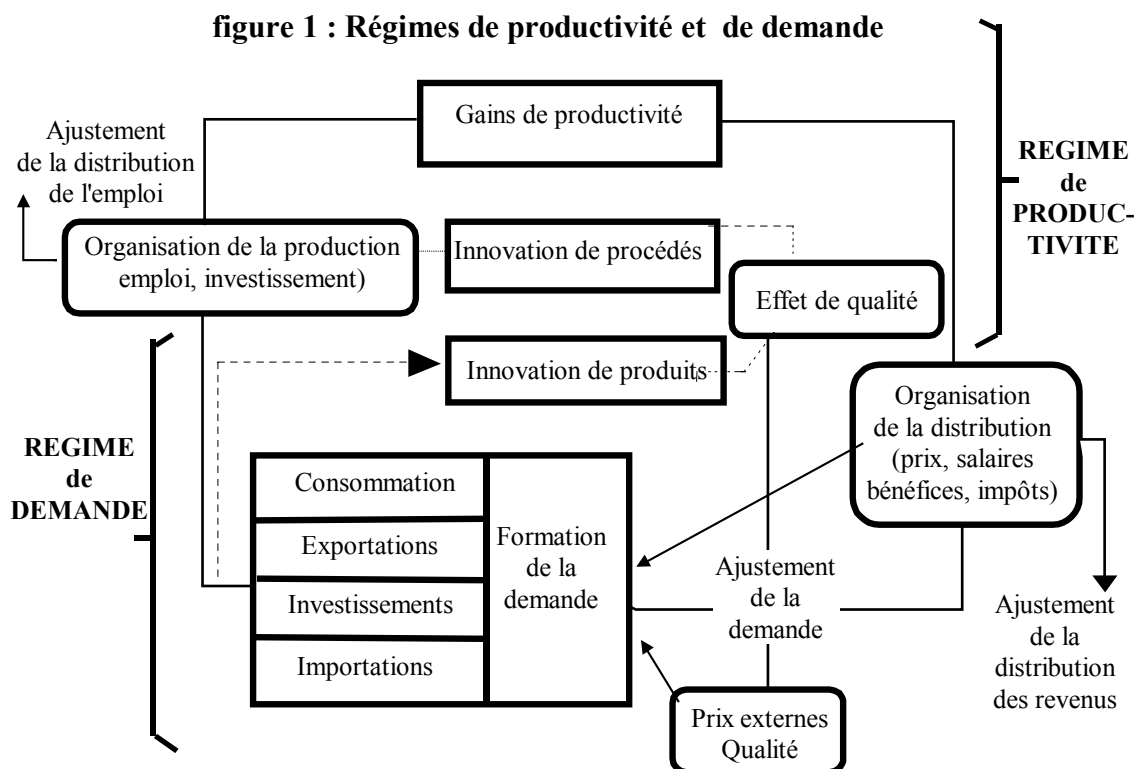 figure 1 : Régimes de productivité et  de demande
Gains de productivité
Ajustement
de la distribution
de l'emploi
REGIME
de
PRODUC-
TIVITE
Organisation de la production
emploi, investissement)
Innovation de procédés
Effet de qualité
Innovation de produits
Organisation
de la distribution
(prix, salaires
bénéfices, impôts)
REGIME
de
DEMANDE
Consommation
Exportations
Investissements
Importations
Formation
de la
demande
Ajustement
de la
demande
Ajustement
de la
distribution
des revenus
Prix externes
Qualité